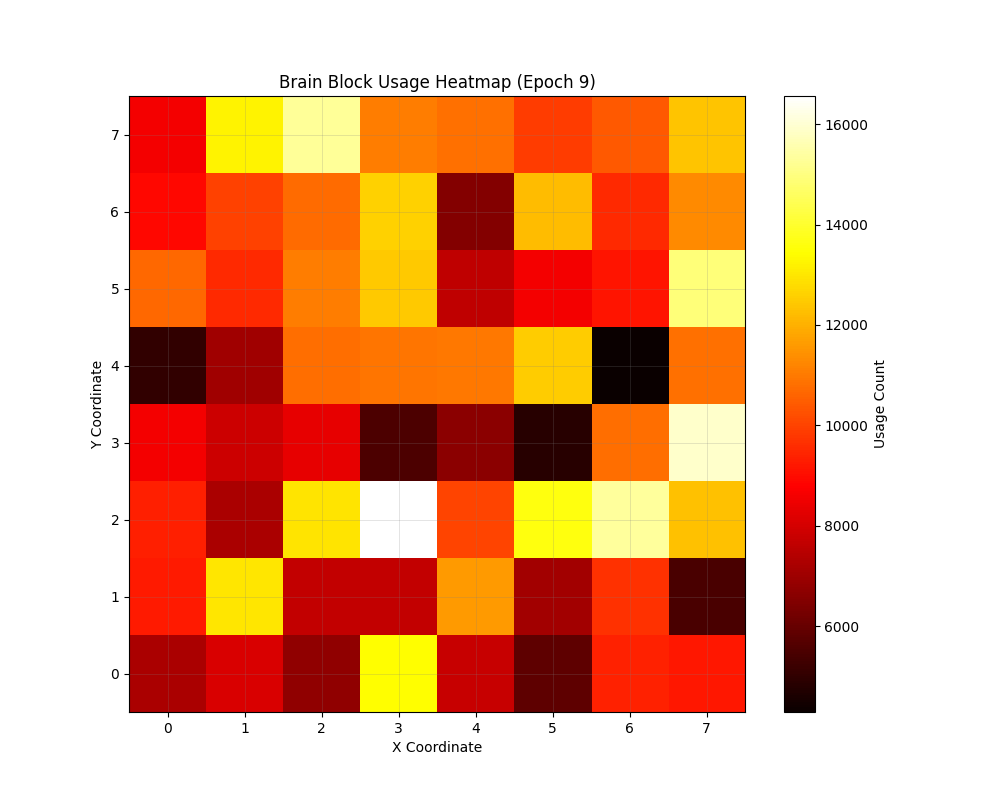 Brain Block Usage Heatmap (Epoch 9)
7
6
5
4
3
2
1
0
Y Coordinate
0 1 2 3 4 5 6 7
X Coordinate
16000
14000
12000
10000
8000
6000
Usage Count